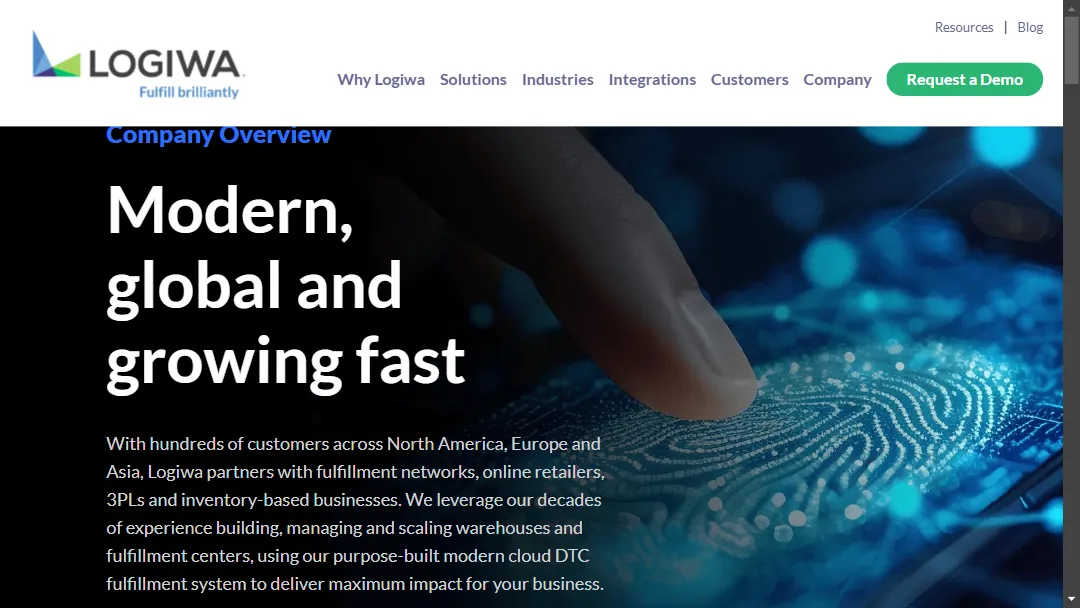 Resources | Blog
LOGIWA
Fulfill brilliantly
Why Logiwa Solutions Industries Integrations Customers Company Request a Demo
Company Overview
Modern,
global and
growing fast
With hundreds of customers across North America, Europe and
Asia, Logiwa partners with fulfillment networks, online retailers,
3PLs and inventory-based businesses. We leverage our decades
of experience building, managing and scaling warehouses and
fulfillment centers, using our purpose-built modern cloud DTC
fulfillment system to deliver maximum impact for your business.